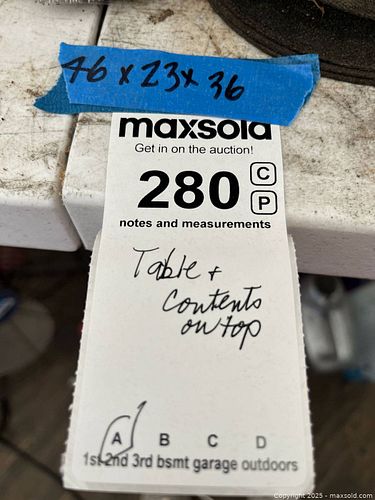 46 x 23 x 36
maxsold
Get in on the auction!
280
C
P
notes and measurements
Table +
contents
on top
A B C D
1st 2nd 3rd bsmt garage outdoors
Copyright © 2025 - maxsold.com